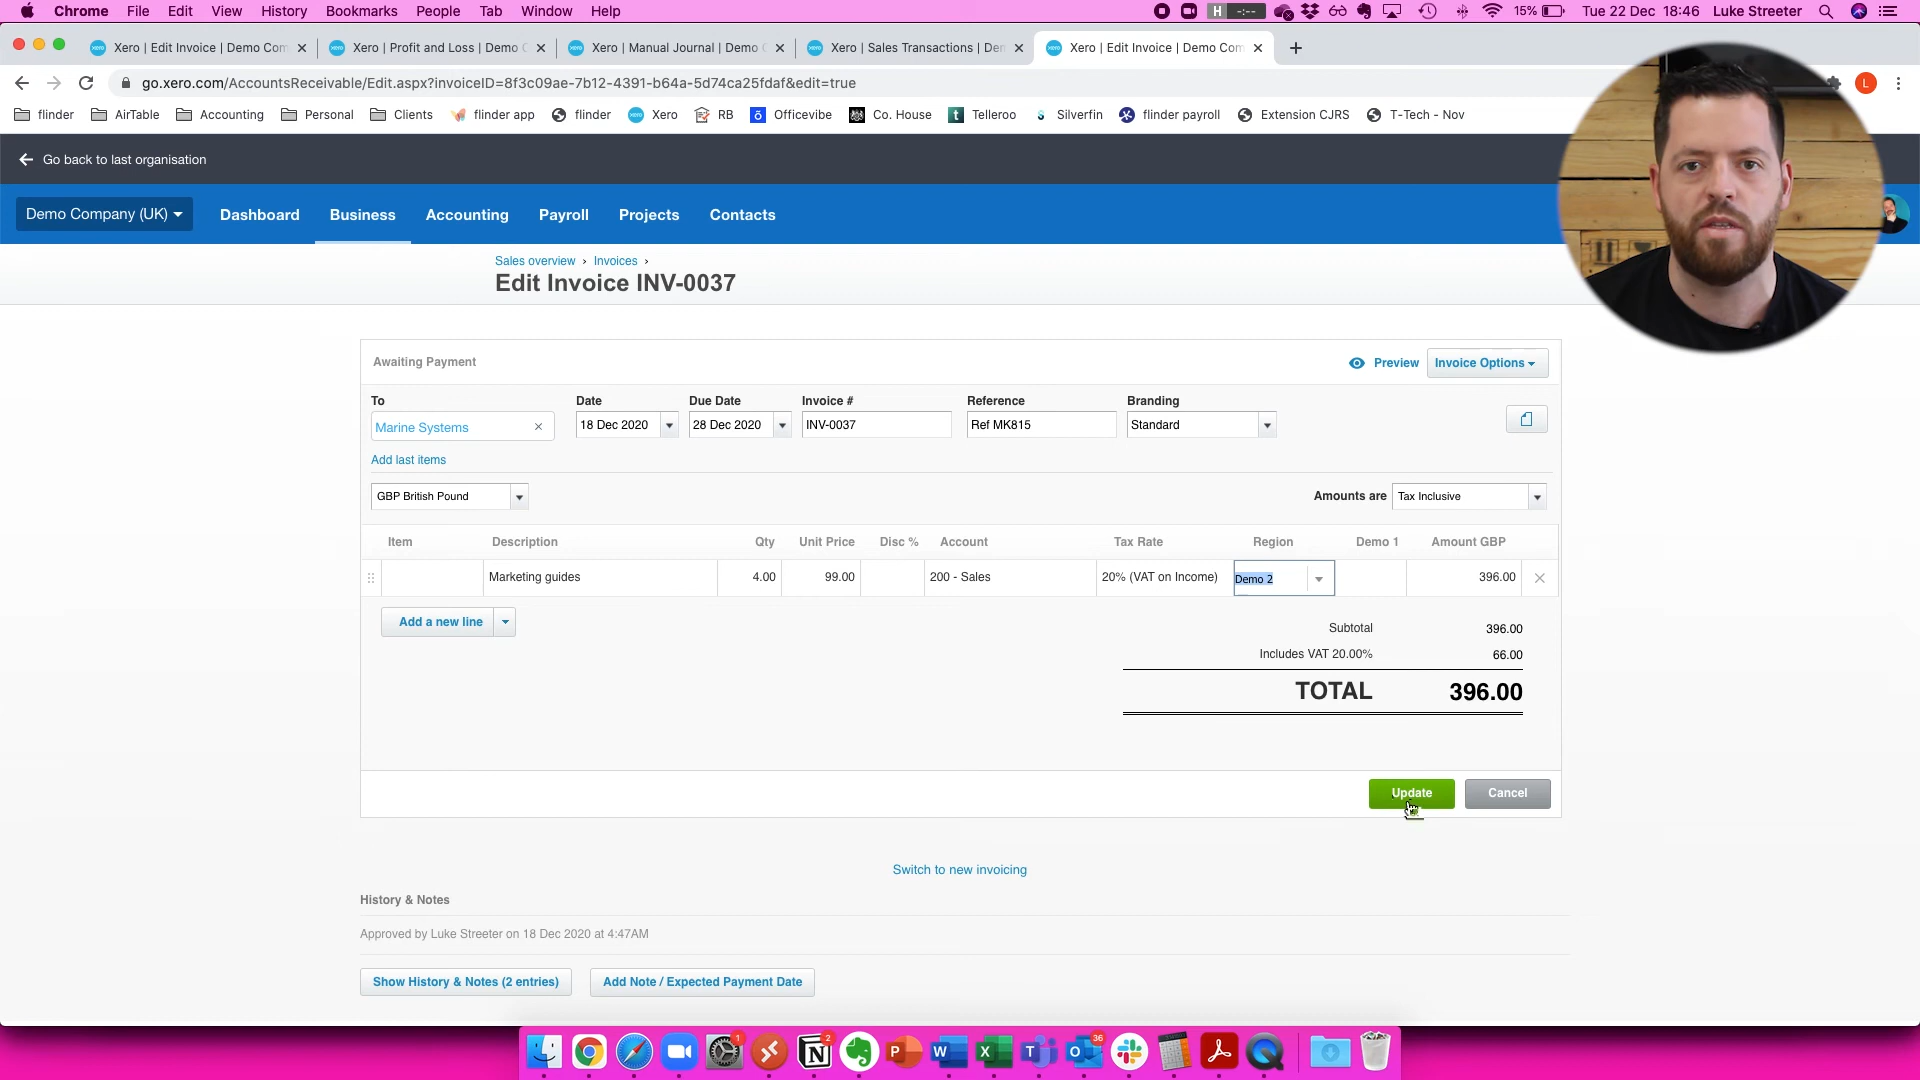 Chrome File Edit View History Bookmarks People Tab Window Help
H -:-- 15% Tue 22 Dec 18:46 Luke Streeter
xero Xero | Edit Invoice | Demo Com
xero Xero | Profit and Loss | Demo C
xero Xero | Manual Journal | Demo
xero Xero | Sales Transactions | Den
xero Xero | Edit Invoice | Demo Com
go.xero.com/AccountsReceivable/Edit.aspx?invoiceID=8f3c09ae-7b12-4391-b64a-5d74ca25fdaf&edit=true
L
flinder AirTable Accounting Personal Clients flinder app flinder Xero RB Officevibe Co. House Telleroo Silverfin flinder payroll Extension CJRS T-Tech - Nov
Go back to last organisation
Demo Company (UK) Dashboard Business Accounting Payroll Projects Contacts
Sales overview › Invoices ›
Edit Invoice INV-0037
Awaiting Payment Preview Invoice Options
To Date Due Date Invoice # Reference Branding
Marine Systems 18 Dec 2020 28 Dec 2020 INV-0037 Ref MK815 Standard
Add last items
GBP British Pound Amounts are Tax Inclusive
Item Description Qty Unit Price Disc % Account Tax Rate Region Demo 1 Amount GBP
Marketing guides 4.00 99.00 200 - Sales 20% (VAT on Income) Demo 2 396.00
Add a new line
Subtotal 396.00
Includes VAT 20.00% 66.00
TOTAL 396.00
Update Cancel
Switch to new invoicing
History & Notes
Approved by Luke Streeter on 18 Dec 2020 at 4:47AM
Show History & Notes (2 entries) Add Note / Expected Payment Date
1 2 P W X T O 36